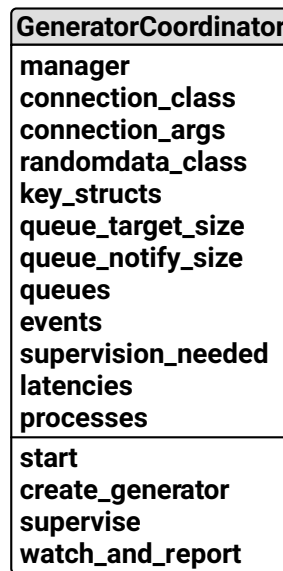 GeneratorCoordinator
manager
connection_class
connection_args
randomdata_class
key_structs
queue_target_size
queue_notify_size
queues
events
supervision_needed
latencies
processes
start
create_generator
supervise
watch_and_report